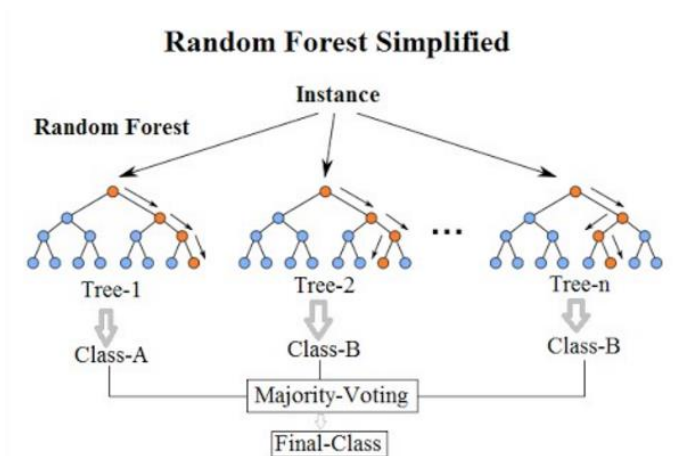 Random Forest Simplified
Instance
Random Forest
...
Tree-1
Tree-2
Tree-n
Class-A
Class-B
Class-B
Majority-Voting
Final-Class